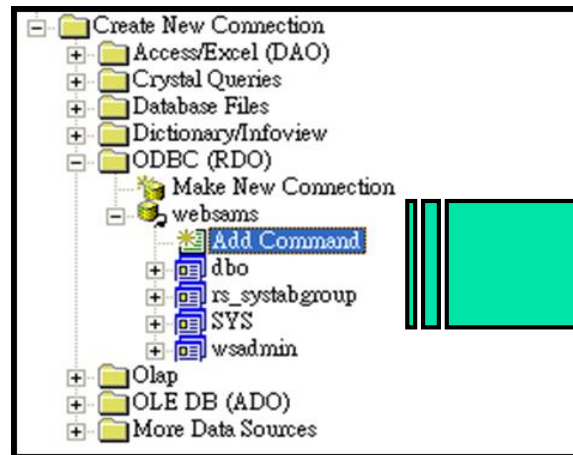 Create New Connection
Access/Excel (DAO)
Crystal Queries
Database Files
Dictionary/Infoview
ODBC (RDO)
Make New Connection
websams
Add Command
dbo
rs_systabgroup
SYS
wsadmin
Olap
OLE DB (ADO)
More Data Sources